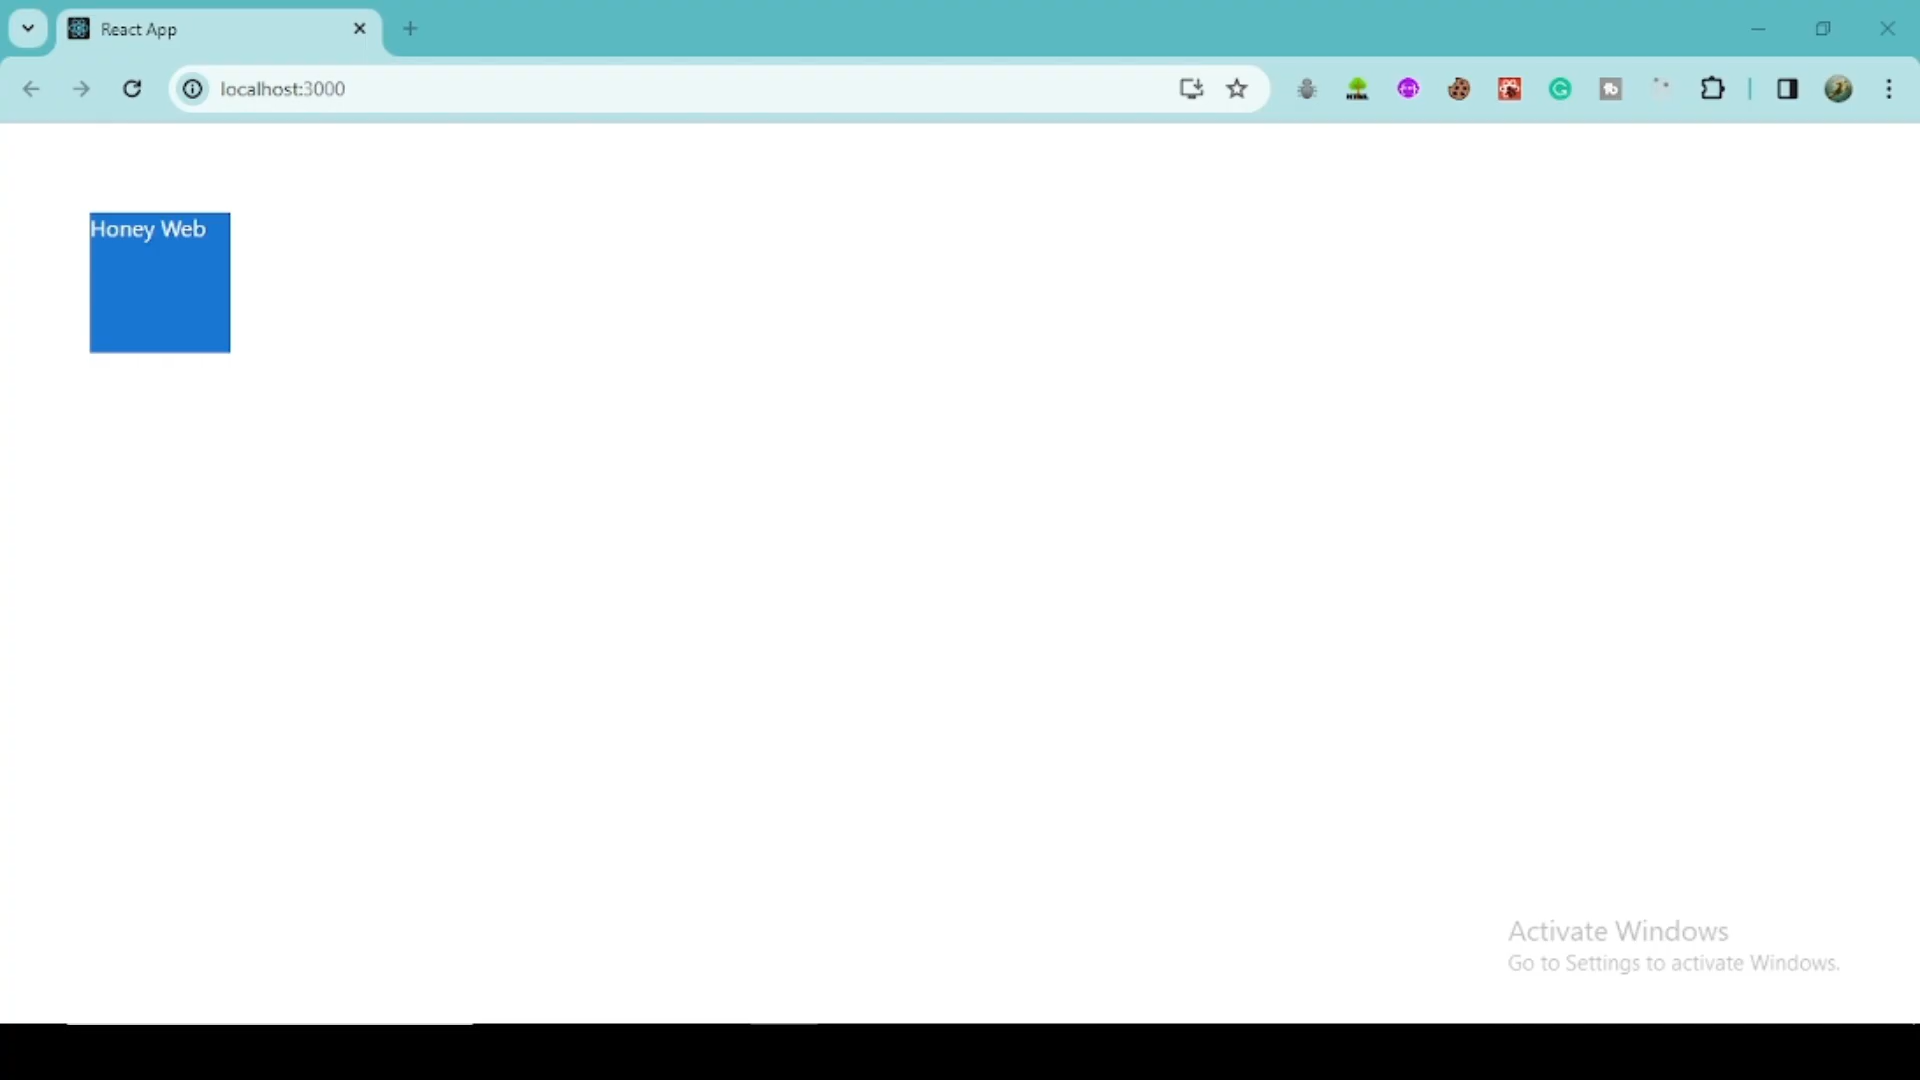 React App
localhost:3000
Honey Web
Activate Windows
Go to Settings to activate Windows.